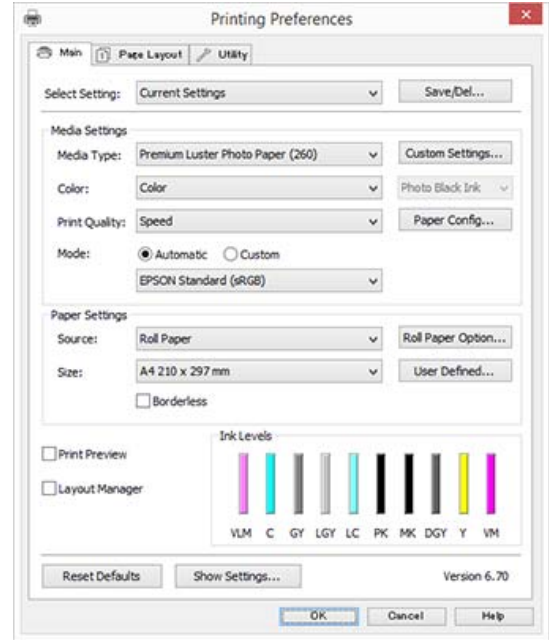 Printing Preferences
Main Page Layout Utility
Select Setting: Current Settings Save/Del...
Media Settings
Media Type: Premium Luster Photo Paper (260) Custom Settings...
Color: Color Photo Black Ink
Print Quality: Speed Paper Config...
Mode: Automatic Custom
EPSON Standard (sRGB)
Paper Settings
Source: Roll Paper Roll Paper Option...
Size: A4 210 x 297 mm User Defined...
Borderless
Ink Levels
Print Preview
Layout Manager
VLM C GY LGY LC PK MK DGY Y VM
Reset Defaults Show Settings... Version 6.70
OK Cancel Help